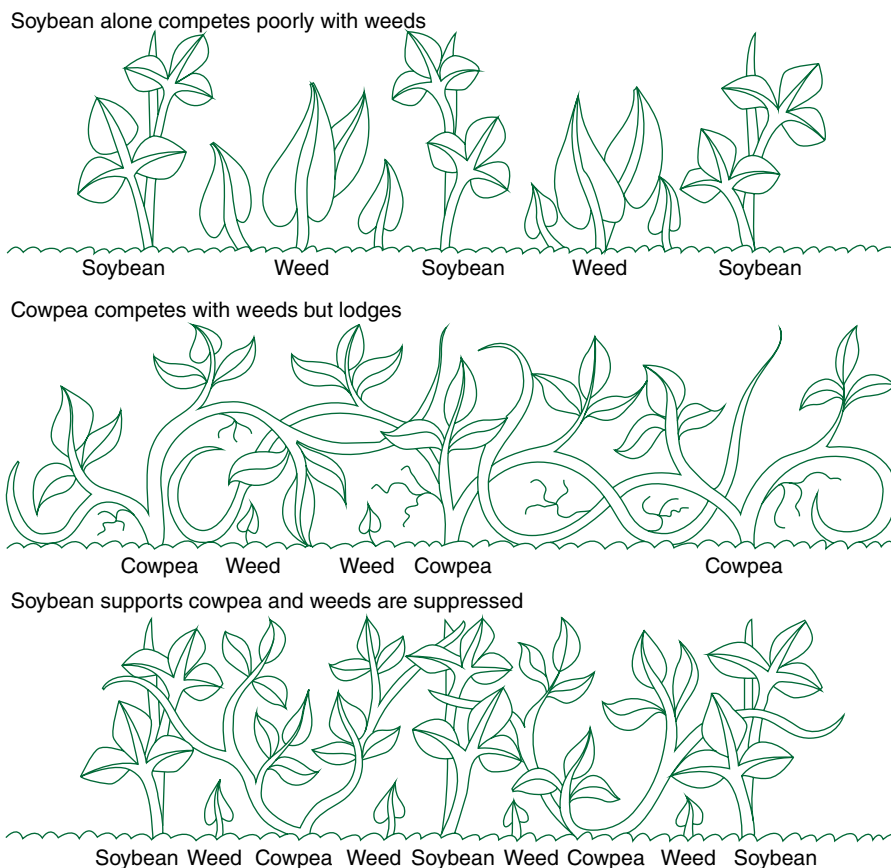 Soybean alone competes poorly with weeds
Soybean Weed Soybean Weed Soybean
Cowpea competes with weeds but lodges
Cowpea Weed Weed Cowpea Cowpea
Soybean supports cowpea and weeds are suppressed
Soybean Weed Cowpea Weed Soybean Weed Cowpea Weed Soybean